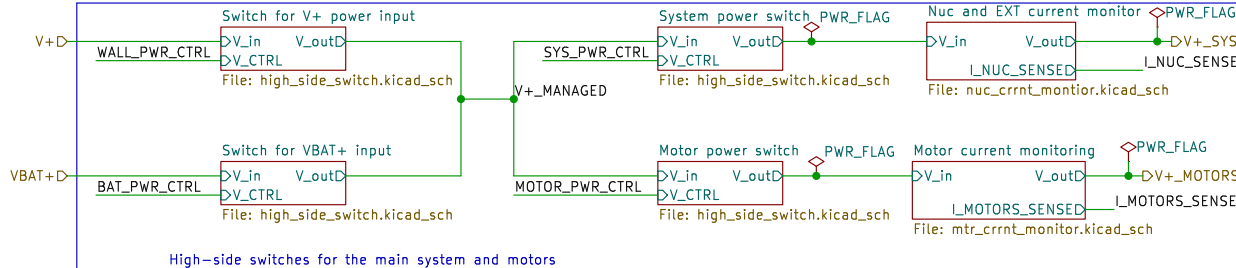 Switch for V+ power input
System power switch
PWR_FLAG
Nuc and EXT current monitor
PWR_FLAG
V+
V_in
V_out
WALL_PWR_CTRL
V_CTRL
File: high_side_switch.kicad_sch
V_in
V_out
SYS_PWR_CTRL
V_CTRL
File: high_side_switch.kicad_sch
V_in
V_out
V+_SYS
I_NUC_SENSE
I_NUC_SENSE
File: nuc_crrnt_montior.kicad_sch
V+_MANAGED
Switch for VBAT+ input
Motor power switch
PWR_FLAG
Motor current monitoring
PWR_FLAG
VBAT+
V_in
V_out
BAT_PWR_CTRL
V_CTRL
File: high_side_switch.kicad_sch
V_in
V_out
MOTOR_PWR_CTRL
V_CTRL
File: high_side_switch.kicad_sch
V_in
V_out
V+_MOTORS
I_MOTORS_SENSE
I_MOTORS_SENSE
File: mtr_crrnt_monitor.kicad_sch
High-side switches for the main system and motors